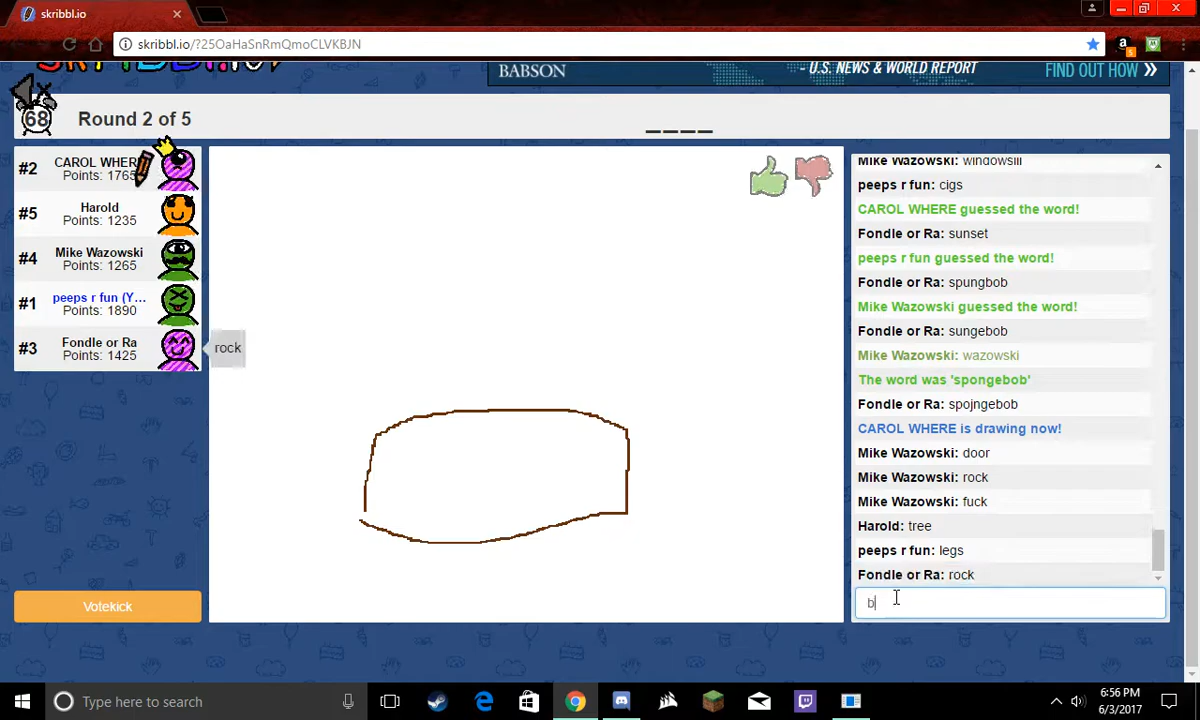 skribbl.io
skribbl.io/?25OaHaSnRmQmoCLVKBJN
BABSON
- U.S. NEWS & WORLD REPORT
FIND OUT HOW »
68
Round 2 of 5
_ _ _ _
#2
CAROL WHER
Points: 1765
#5
Harold
Points: 1235
#4
Mike Wazowski
Points: 1265
#1
peeps r fun (Y...
Points: 1890
#3
Fondle or Ra
Points: 1425
rock
Votekick
Mike Wazowski: windowsill
peeps r fun: cigs
CAROL WHERE guessed the word!
Fondle or Ra: sunset
peeps r fun guessed the word!
Fondle or Ra: spungbob
Mike Wazowski guessed the word!
Fondle or Ra: sungebob
Mike Wazowski: wazowski
The word was 'spongebob'
Fondle or Ra: spojngebob
CAROL WHERE is drawing now!
Mike Wazowski: door
Mike Wazowski: rock
Mike Wazowski: fuck
Harold: tree
peeps r fun: legs
Fondle or Ra: rock
b
Type here to search
6:56 PM
6/3/2017